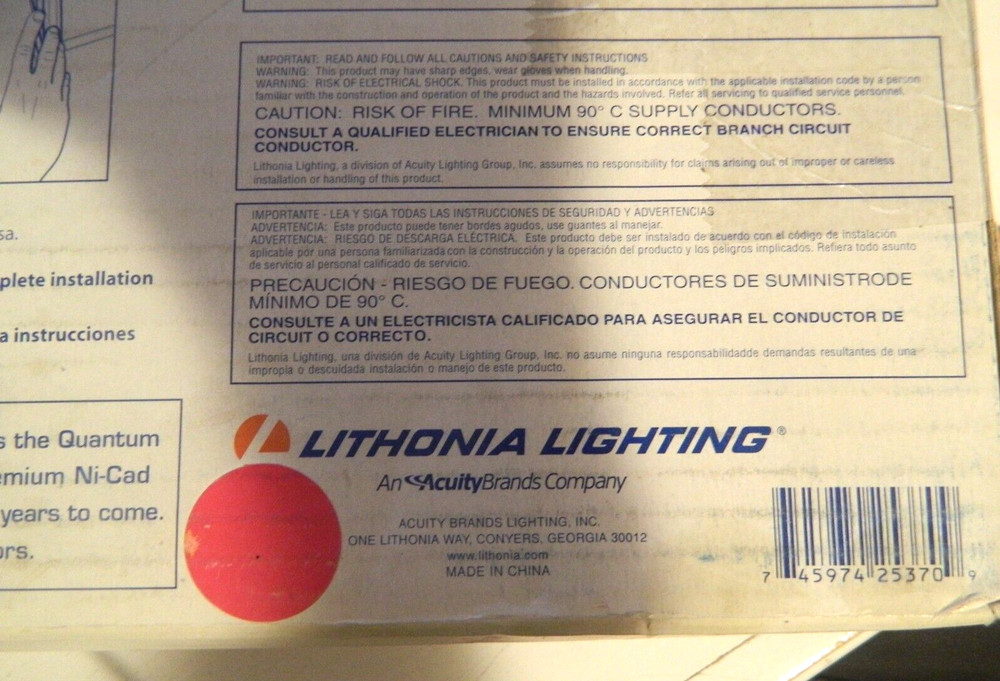 IMPORTANT: READ AND FOLLOW ALL CAUTIONS AND SAFETY INSTRUCTIONS
WARNING: This product may have sharp edges, wear gloves when handling.
WARNING: RISK OF ELECTRICAL SHOCK. This product must be installed in accordance with the applicable installation code by a person
familiar with the construction and operation of the product and the hazards involved. Refer all servicing to qualified service personnel.
CAUTION: RISK OF FIRE. MINIMUM 90° C SUPPLY CONDUCTORS.
CONSULT A QUALIFIED ELECTRICIAN TO ENSURE CORRECT BRANCH CIRCUIT
CONDUCTOR.
Lithonia Lighting, a division of Acuity Lighting Group, Inc. assumes no responsibility for claims arising out of improper or careless
installation or handling of this product.
IMPORTANTE - LEA Y SIGA TODAS LAS INSTRUCCIONES DE SEGURIDAD Y ADVERTENCIAS
ADVERTENCIA: Este producto puede tener bordes agudos, use guantes al manejar.
ADVERTENCIA: RIESGO DE DESCARGA ELÉCTRICA. Este producto debe ser instalado de acuerdo con el código de instalación
aplicable por una persona familiarizada con la construcción y la operación del producto y los peligros implicados. Refiera todo asunto
de servicio al personal calificado de servicio.
PRECAUCIÓN - RIESGO DE FUEGO. CONDUCTORES DE SUMINISTRODE
MÍNIMO DE 90° C.
CONSULTE A UN ELECTRICISTA CALIFICADO PARA ASEGURAR EL CONDUCTOR DE
CIRCUIT O CORRECTO.
Lithonia Lighting, una división de Acuity Lighting Group, Inc. no asume ninguna responsabilidadde demandas resultantes de una
impropia o descuidada instalación o manejo de este producto.
sa.
plete installation
a instrucciones
s the Quantum
emium Ni-Cad
years to come.
ors.
LITHONIA LIGHTING®
An AcuityBrands Company
ACUITY BRANDS LIGHTING, INC.
ONE LITHONIA WAY, CONYERS, GEORGIA 30012
www.lithonia.com
MADE IN CHINA
7 45974 25370 9